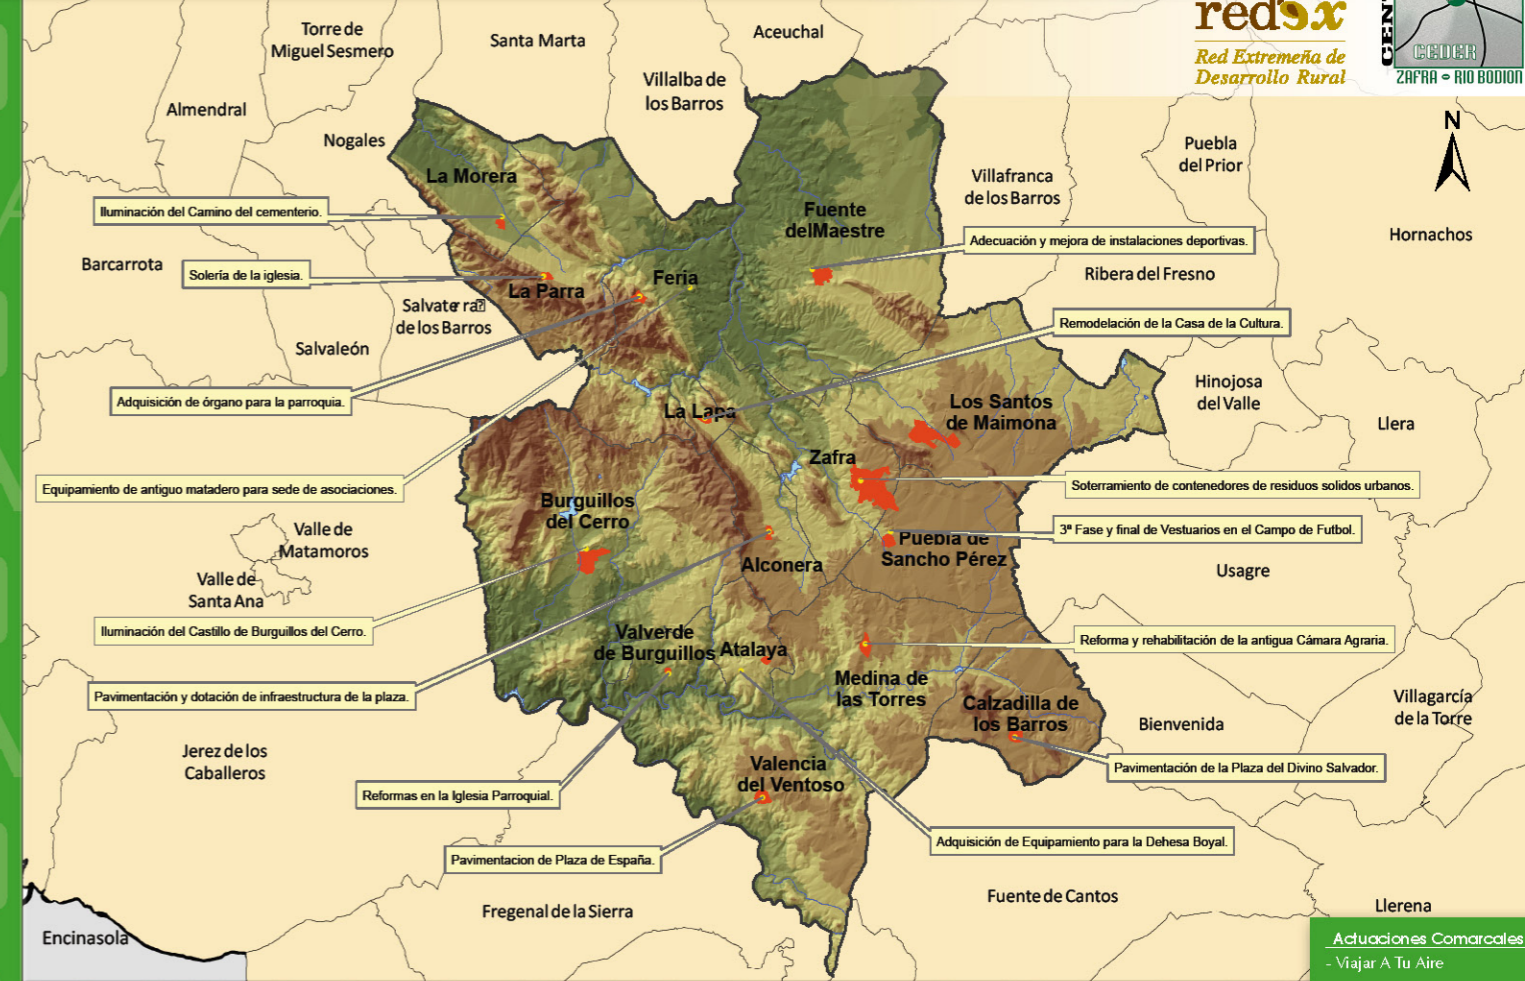 redex
Red Extremeña de
Desarrollo Rural
CEDER
ZAFRA RIO BODION
N
Torre de
Miguel Sesmero
Santa Marta
Aceuchal
Villalba de
los Barros
Almendral
Nogales
Puebla
del Prior
La Morera
Villafranca
de los Barros
Iluminación del Camino del cementerio.
Fuente
delMaestre
Adecuación y mejora de instalaciones deportivas.
Hornachos
Barcarrota
Solería de la iglesia.
La Parra
Feria
Ribera del Fresno
Salvaterra
de los Barros
Remodelación de la Casa de la Cultura.
Salvaleón
Adquisición de órgano para la parroquia.
La Lapa
Los Santos
de Maimona
Hinojosa
del Valle
Llera
Zafra
Equipamiento de antiguo matadero para sede de asociaciones.
Soterramiento de contenedores de residuos solidos urbanos.
Burguillos
del Cerro
Valle de
Matamoros
3ª Fase y final de Vestuarios en el Campo de Futbol.
Puebla de
Sancho Pérez
Alconera
Usagre
Valle de
Santa Ana
Iluminación del Castillo de Burguillos del Cerro.
Valverde
de Burguillos
Atalaya
Reforma y rehabilitación de la antigua Cámara Agraria.
Medina de
las Torres
Pavimentación y dotación de infraestructura de la plaza.
Calzadilla de
los Barros
Bienvenida
Villagarcía
de la Torre
Jerez de los
Caballeros
Valencia
del Ventoso
Pavimentación de la Plaza del Divino Salvador.
Reformas en la Iglesia Parroquial.
Adquisición de Equipamiento para la Dehesa Boyal.
Pavimentacion de Plaza de España.
Fuente de Cantos
Fregenal de la Sierra
Llerena
Encinasola
Actuaciones Comarcales
- Viajar A Tu Aire